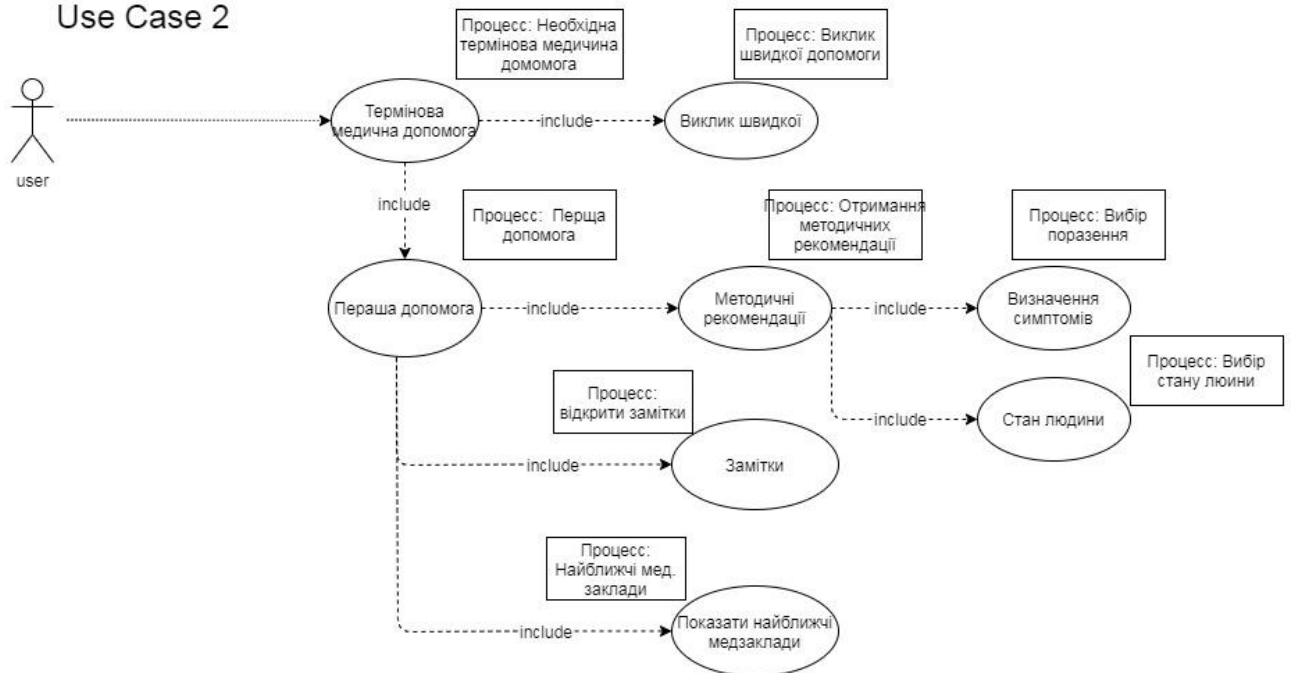 Use Case 2
Процесс: Необхідна
термінова медичина
домомога
Процесс: Виклик
швидкої допомоги
Термінова
медична допомога
include
Виклик швидкої
user
include
Процесс: Перща
допомога
Процесс: Отримання
методичних
рекомендації
Процесс: Вибір
поразення
Пераша допомога
include
Методичні
рекомендації
include
Визначення
симптомів
Процесс: Вибір
стану люини
Процесс:
відкрити замітки
include
Стан людини
include
Замітки
Процесс:
Найближчі мед.
заклади
include
Показати найближчі
медзаклади